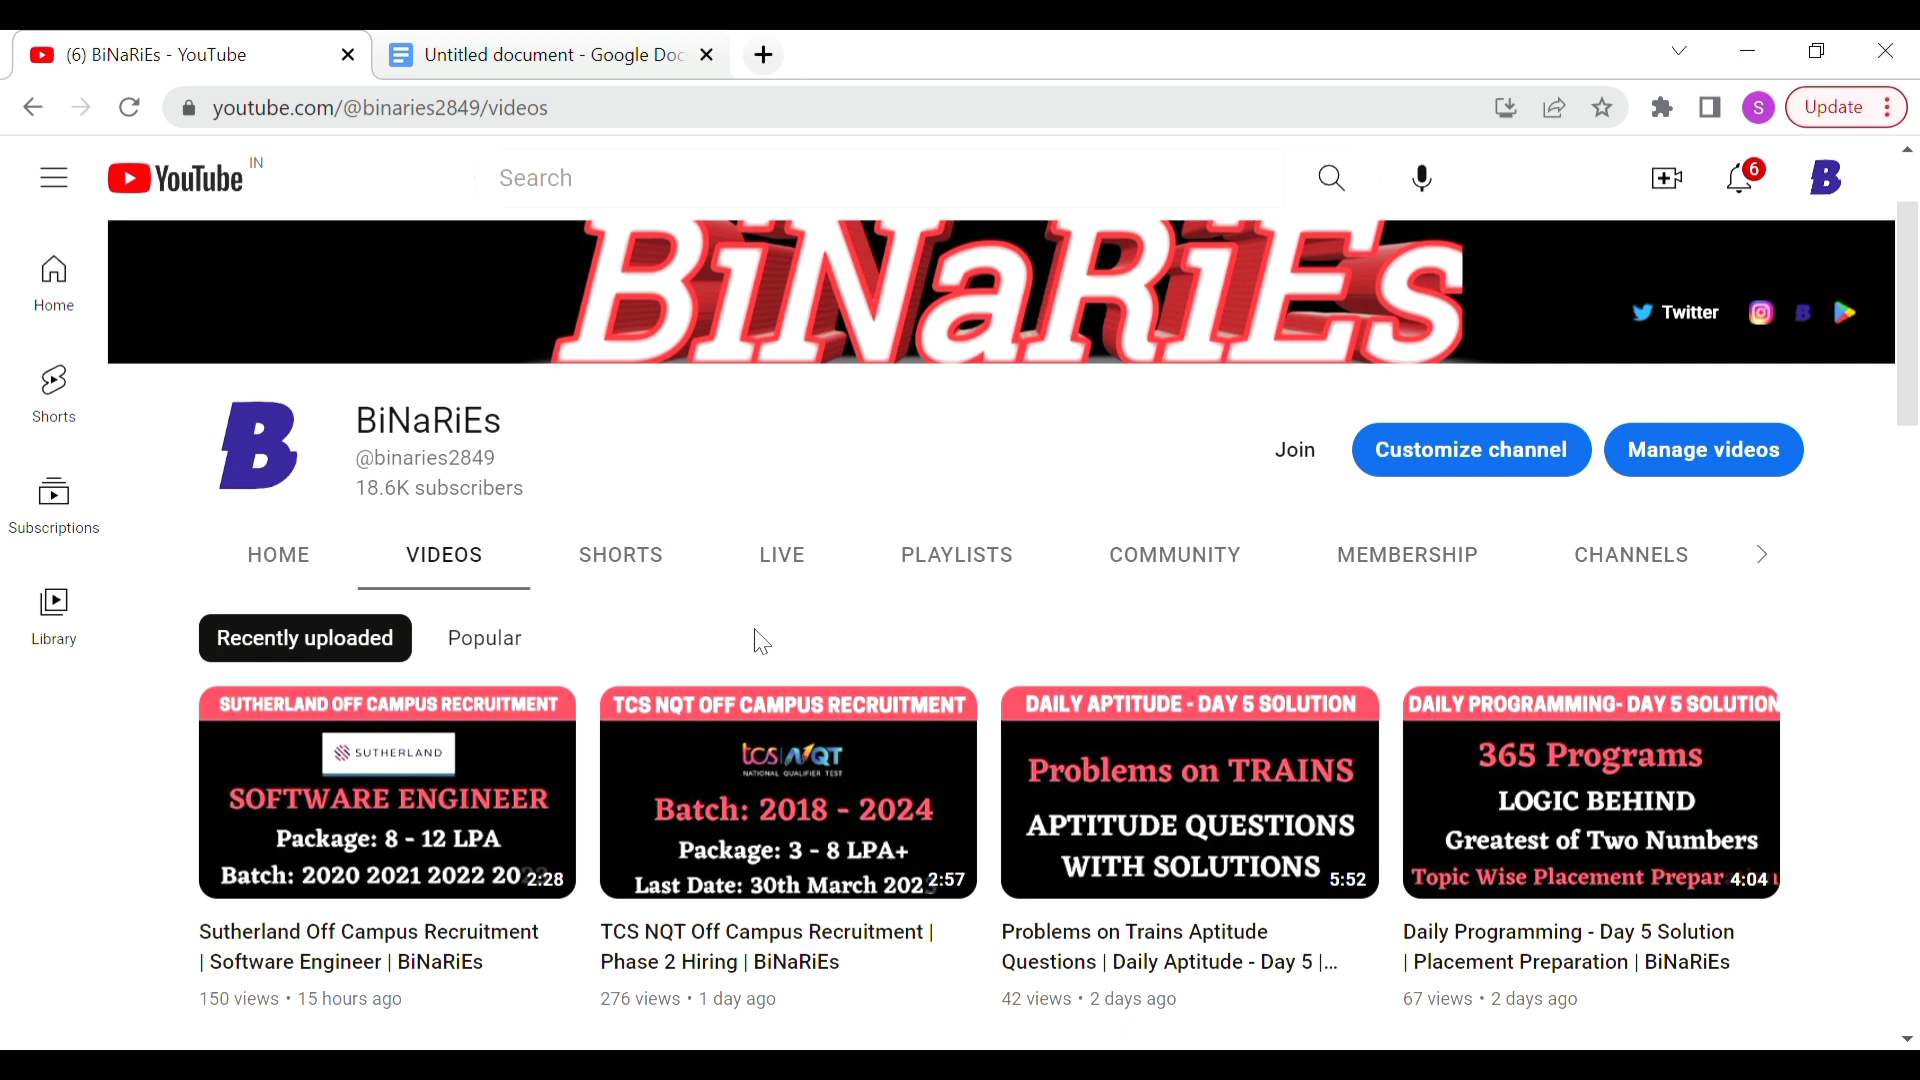 (6) BiNaRiEs - YouTube
Untitled document - Google Doc
youtube.com/@binaries2849/videos
S
Update
YouTube
IN
Search
6
B
BiNaRiEs
Twitter
B
Home
Shorts
Subscriptions
Library
B
BiNaRiEs
@binaries2849
18.6K subscribers
Join
Customize channel
Manage videos
HOME
VIDEOS
SHORTS
LIVE
PLAYLISTS
COMMUNITY
MEMBERSHIP
CHANNELS
Recently uploaded
Popular
SUTHERLAND OFF CAMPUS RECRUITMENT
SUTHERLAND
SOFTWARE ENGINEER
Package: 8 - 12 LPA
Batch: 2020 2021 2022
2:28
Sutherland Off Campus Recruitment
| Software Engineer | BiNaRiEs
150 views • 15 hours ago
TCS NQT OFF CAMPUS RECRUITMENT
tcs NQT
NATIONAL QUALIFIER TEST
Batch: 2018 - 2024
Package: 3 - 8 LPA+
Last Date: 30th March
2:57
TCS NQT Off Campus Recruitment |
Phase 2 Hiring | BiNaRiEs
276 views • 1 day ago
DAILY APTITUDE - DAY 5 SOLUTION
Problems on TRAINS
APTITUDE QUESTIONS
WITH SOLUTIONS
5:52
Problems on Trains Aptitude
Questions | Daily Aptitude - Day 5 |...
42 views • 2 days ago
DAILY PROGRAMMING- DAY 5 SOLUTION
365 Programs
LOGIC BEHIND
Greatest of Two Numbers
Topic Wise Placement
4:04
Daily Programming - Day 5 Solution
| Placement Preparation | BiNaRiEs
67 views • 2 days ago